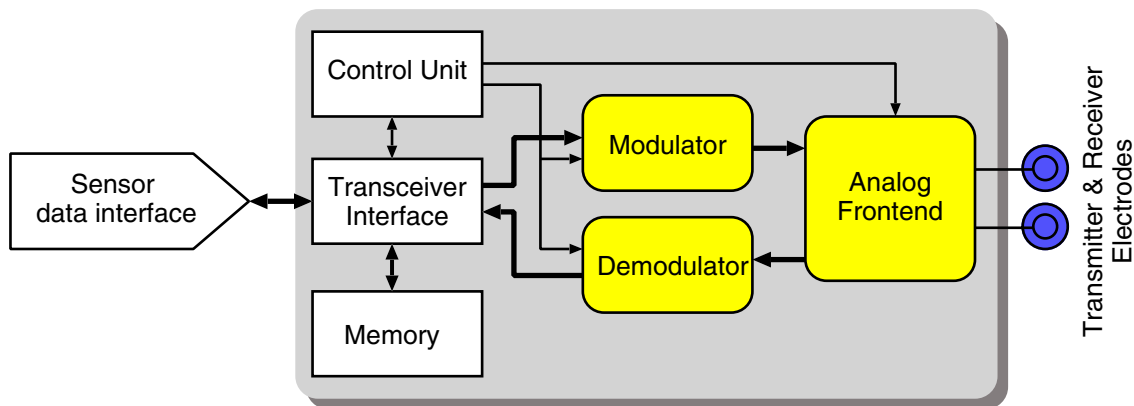 Control Unit
Sensor
data interface
Transceiver
Interface
Memory
Modulator
Demodulator
Analog
Frontend
Transmitter & Receiver
Electrodes